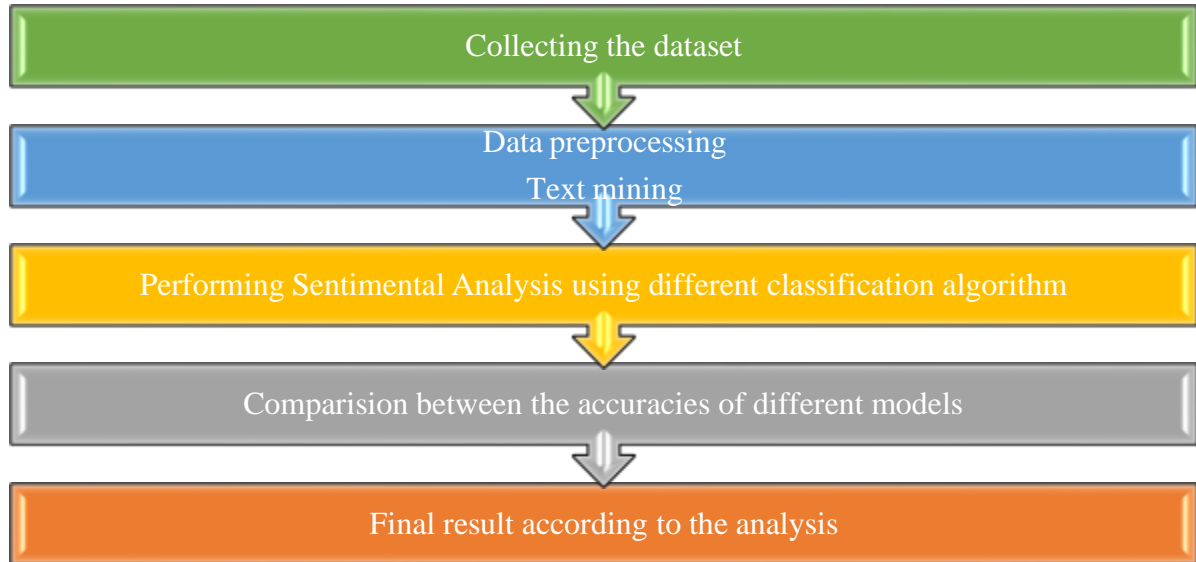 Collecting the dataset
Data preprocessing
Text mining
Performing Sentimental Analysis using different classification algorithm
Comparision between the accuracies of different models
Final result according to the analysis